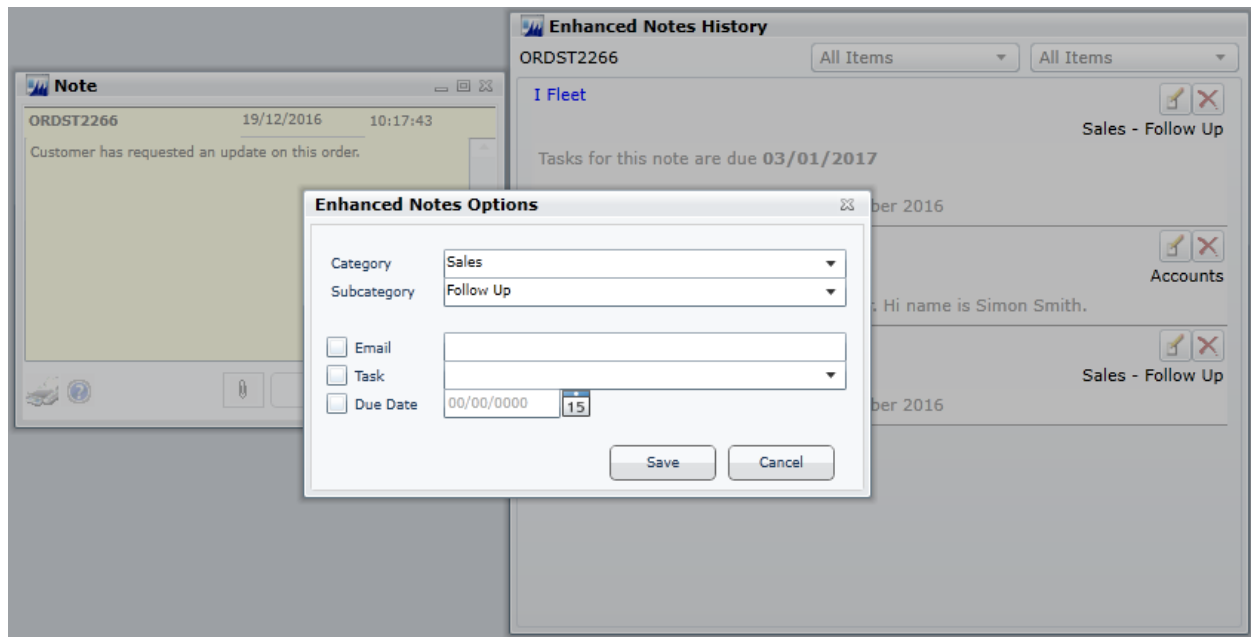 Enhanced Notes History
ORDST2266 All Items All Items
Note
I Fleet
Sales - Follow Up
ORDST2266 19/12/2016 10:17:43
Customer has requested an update on this order.
Tasks for this note are due 03/01/2017
Enhanced Notes Options
ber 2016
Category Sales
Subcategory Follow Up
Accounts
. Hi name is Simon Smith.
Email
Task
Due Date 00/00/0000 15
Sales - Follow Up
ber 2016
Save Cancel